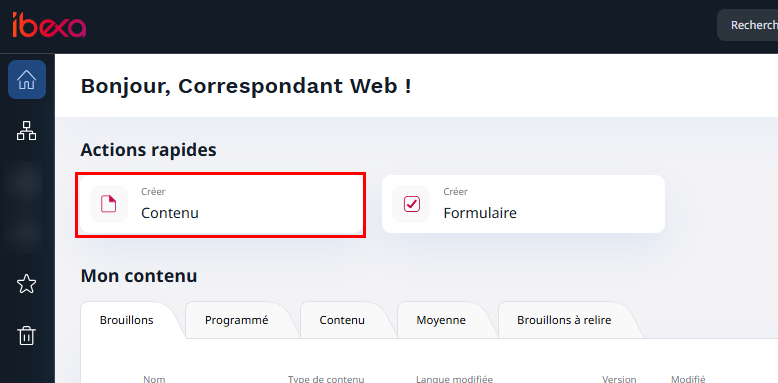 ibexa
Recherch
Bonjour, Correspondant Web !
Actions rapides
Créer
Contenu
Créer
Formulaire
Mon contenu
Brouillons Programmé Contenu Moyenne Brouillons à relire
Nom Type de contenu Langue modifiée Version Modifié